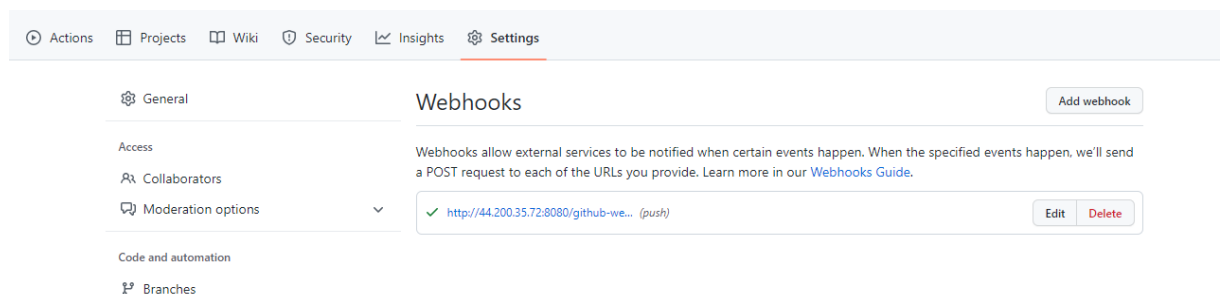 Actions Projects Wiki Security Insights Settings
General
Webhooks
Add webhook
Access
Webhooks allow external services to be notified when certain events happen. When the specified events happen, we'll send
a POST request to each of the URLs you provide. Learn more in our Webhooks Guide.
Collaborators
Moderation options
http://44.200.35.72:8080/github-we... (push)
Edit Delete
Code and automation
Branches